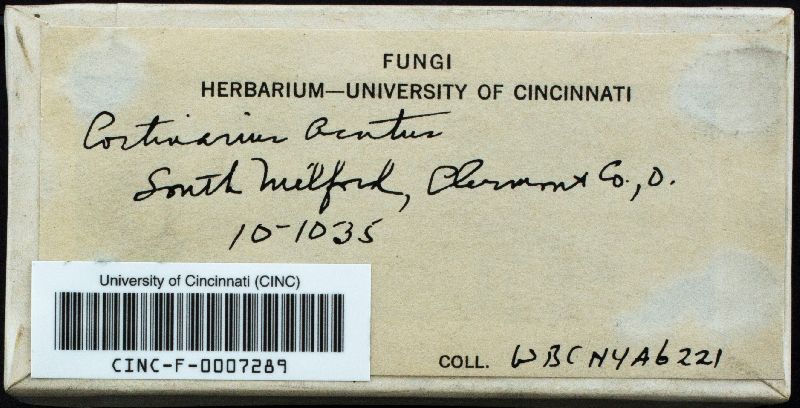 FUNGI
HERBARIUM—UNIVERSITY OF CINCINNATI
Cortinarius acutus
South Milford, Clermont Co., O.
10-1035
University of Cincinnati (CINC)
CINC-F-0007289
COLL. WBCNYA6221